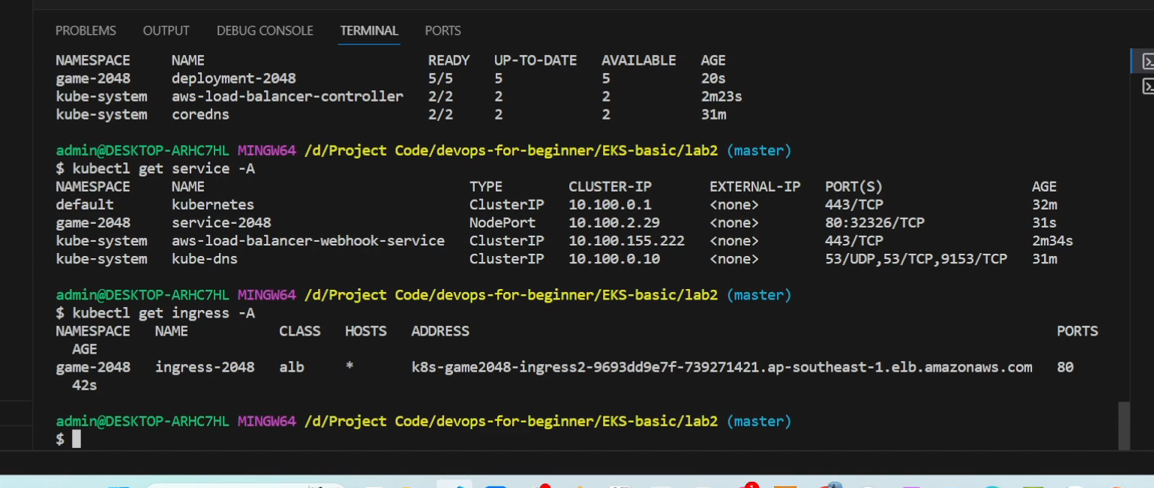 PROBLEMS OUTPUT DEBUG CONSOLE TERMINAL PORTS
NAMESPACE NAME READY UP-TO-DATE AVAILABLE AGE
game-2048 deployment-2048 5/5 5 5 20s
kube-system aws-load-balancer-controller 2/2 2 2 2m23s
kube-system coredns 2/2 2 2 31m
admin@DESKTOP-ARHC7HL MINGW64 /d/Project Code/devops-for-beginner/EKS-basic/lab2 (master)
$ kubectl get service -A
NAMESPACE NAME TYPE CLUSTER-IP EXTERNAL-IP PORT(S) AGE
default kubernetes ClusterIP 10.100.0.1 <none> 443/TCP 32m
game-2048 service-2048 NodePort 10.100.2.29 <none> 80:32326/TCP 31s
kube-system aws-load-balancer-webhook-service ClusterIP 10.100.155.222 <none> 443/TCP 2m34s
kube-system kube-dns ClusterIP 10.100.0.10 <none> 53/UDP,53/TCP,9153/TCP 31m
admin@DESKTOP-ARHC7HL MINGW64 /d/Project Code/devops-for-beginner/EKS-basic/lab2 (master)
$ kubectl get ingress -A
NAMESPACE NAME CLASS HOSTS ADDRESS PORTS
AGE
game-2048 ingress-2048 alb * k8s-game2048-ingress2-9693dd9e7f-739271421.ap-southeast-1.elb.amazonaws.com 80
42s
admin@DESKTOP-ARHC7HL MINGW64 /d/Project Code/devops-for-beginner/EKS-basic/lab2 (master)
$